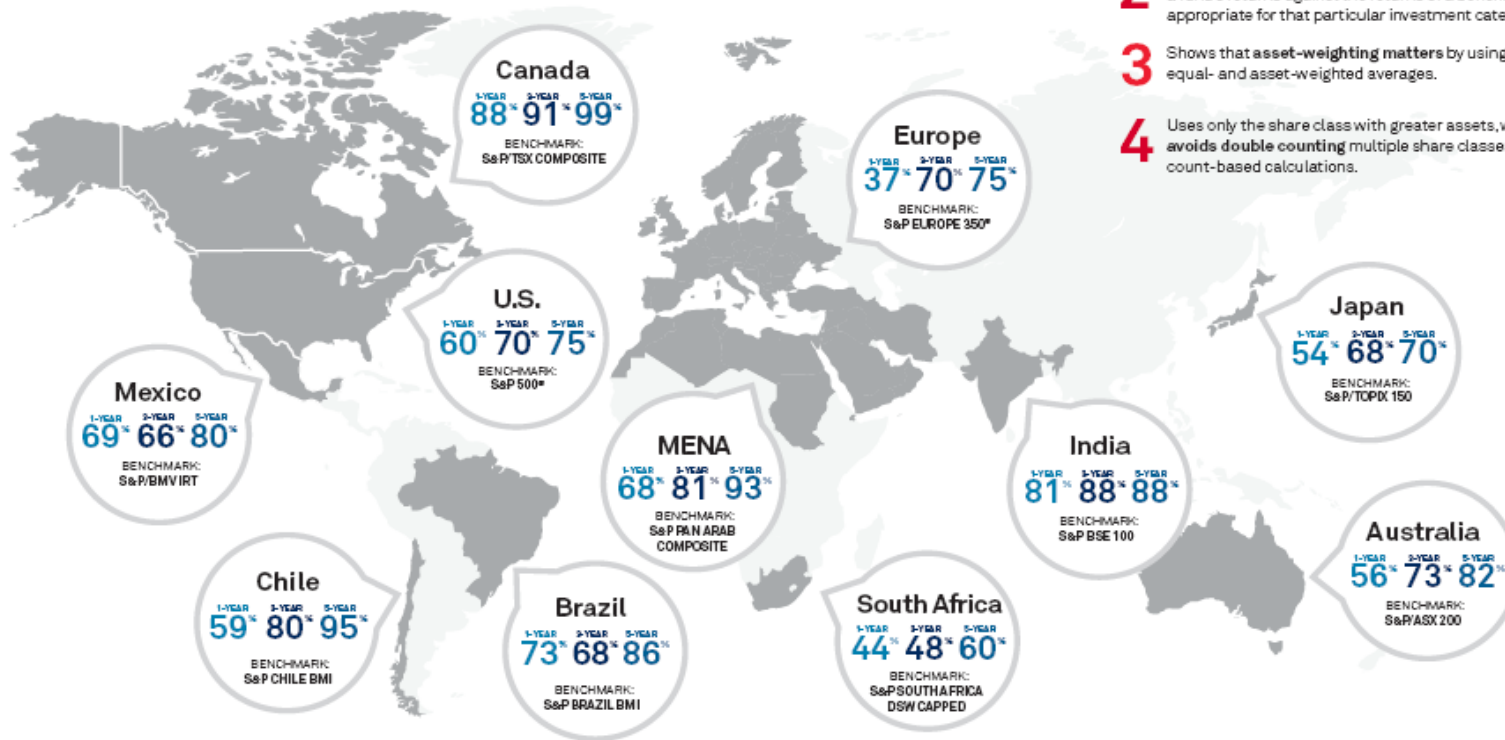 appropriate for that particular investment cate
3 Shows that asset-weighting matters by using
equal- and asset-weighted averages.
4 Uses only the share class with greater assets, w
avoids double counting multiple share classe
count-based calculations.
Canada
1-YEAR 3-YEAR 5-YEAR
88% 91% 99%
BENCHMARK:
S&P/TSX COMPOSITE
Europe
1-YEAR 3-YEAR 5-YEAR
37% 70% 75%
BENCHMARK:
S&P EUROPE 350®
U.S.
1-YEAR 3-YEAR 5-YEAR
60% 70% 75%
BENCHMARK:
S&P 500®
Japan
1-YEAR 3-YEAR 5-YEAR
54% 68% 70%
BENCHMARK:
S&P/TOPIX 150
Mexico
1-YEAR 3-YEAR 5-YEAR
69% 66% 80%
BENCHMARK:
S&P/BMV IRT
MENA
1-YEAR 3-YEAR 5-YEAR
68% 81% 93%
BENCHMARK:
S&P PAN ARAB
COMPOSITE
India
1-YEAR 3-YEAR 5-YEAR
81% 88% 88%
BENCHMARK:
S&P BSE 100
Australia
1-YEAR 3-YEAR 5-YEAR
56% 73% 82%
BENCHMARK:
S&P/ASX 200
Chile
1-YEAR 3-YEAR 5-YEAR
59% 80% 95%
BENCHMARK:
S&P CHILE BMI
Brazil
1-YEAR 3-YEAR 5-YEAR
73% 68% 86%
BENCHMARK:
S&P BRAZIL BMI
South Africa
1-YEAR 3-YEAR 5-YEAR
44% 48% 60%
BENCHMARK:
S&P SOUTH AFRICA
DSW CAPPED